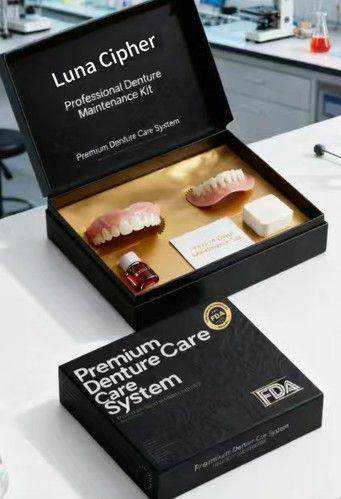 Luna Cipher
Professional Denture
Maintenance Kit
Premium Denture Care System
FDA
Premium
Denture Care
Care
System
FDA
Premium Denture Care System